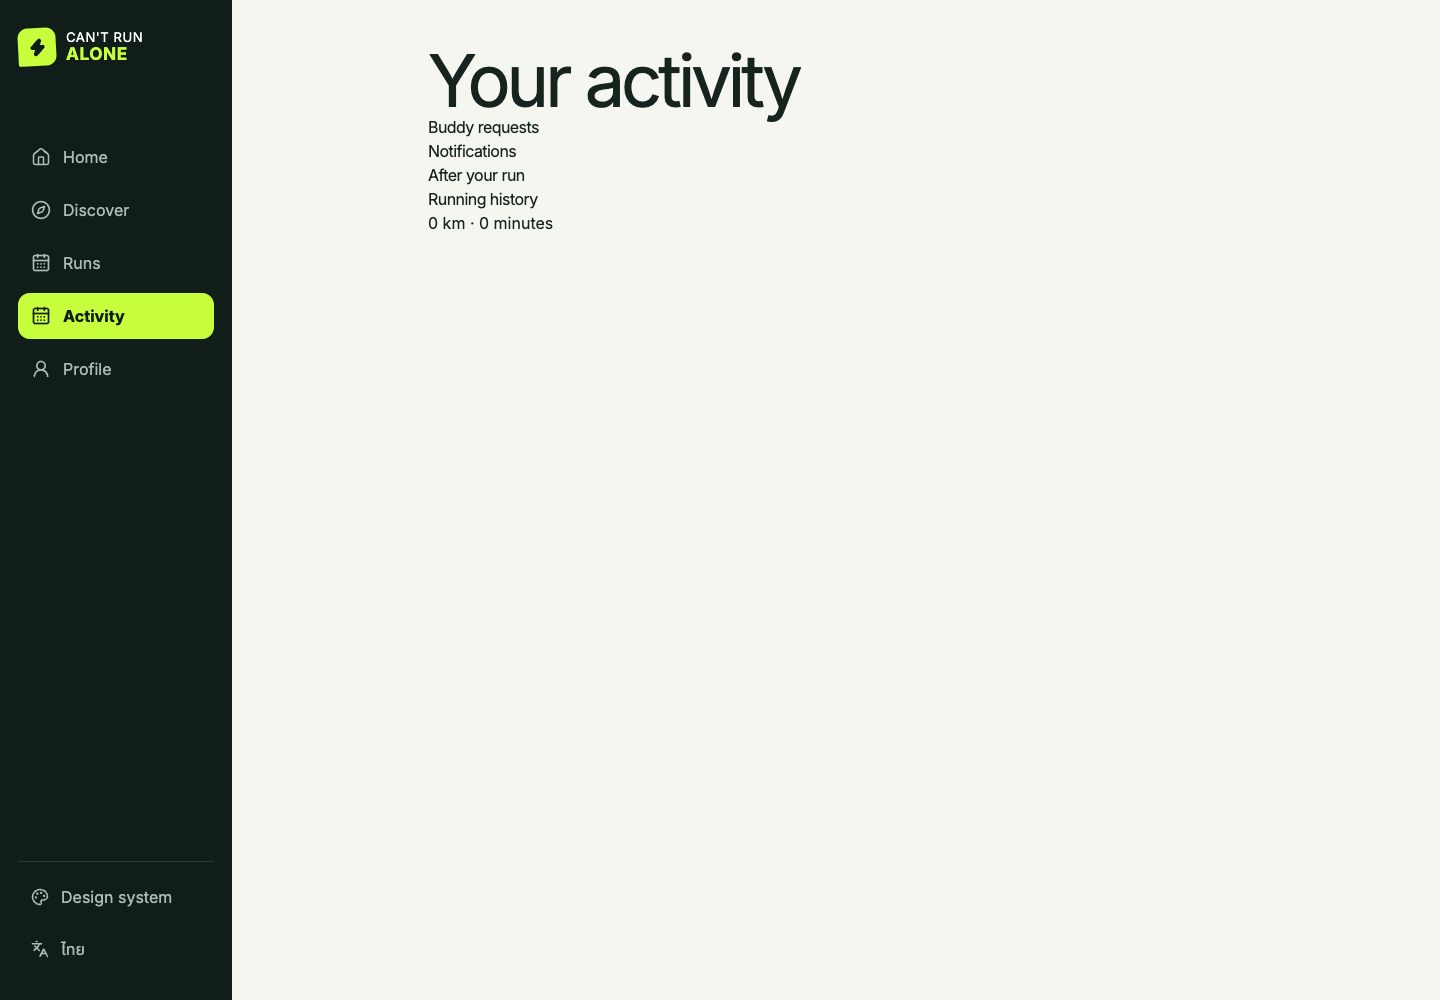 CAN'T RUN
ALONE
Home
Discover
Runs
Activity
Profile
Design system
ไทย
Your activity
Buddy requests
Notifications
After your run
Running history
0 km · 0 minutes